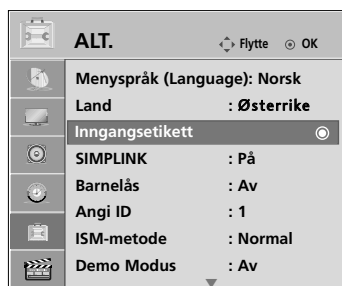 ALT. Flytte OK
Menyspråk (Language): Norsk
Land : Østerrike
Inngangsetikett
SIMPLINK : På
Barnelås : Av
Angi ID : 1
ISM-metode : Normal
Demo Modus : Av